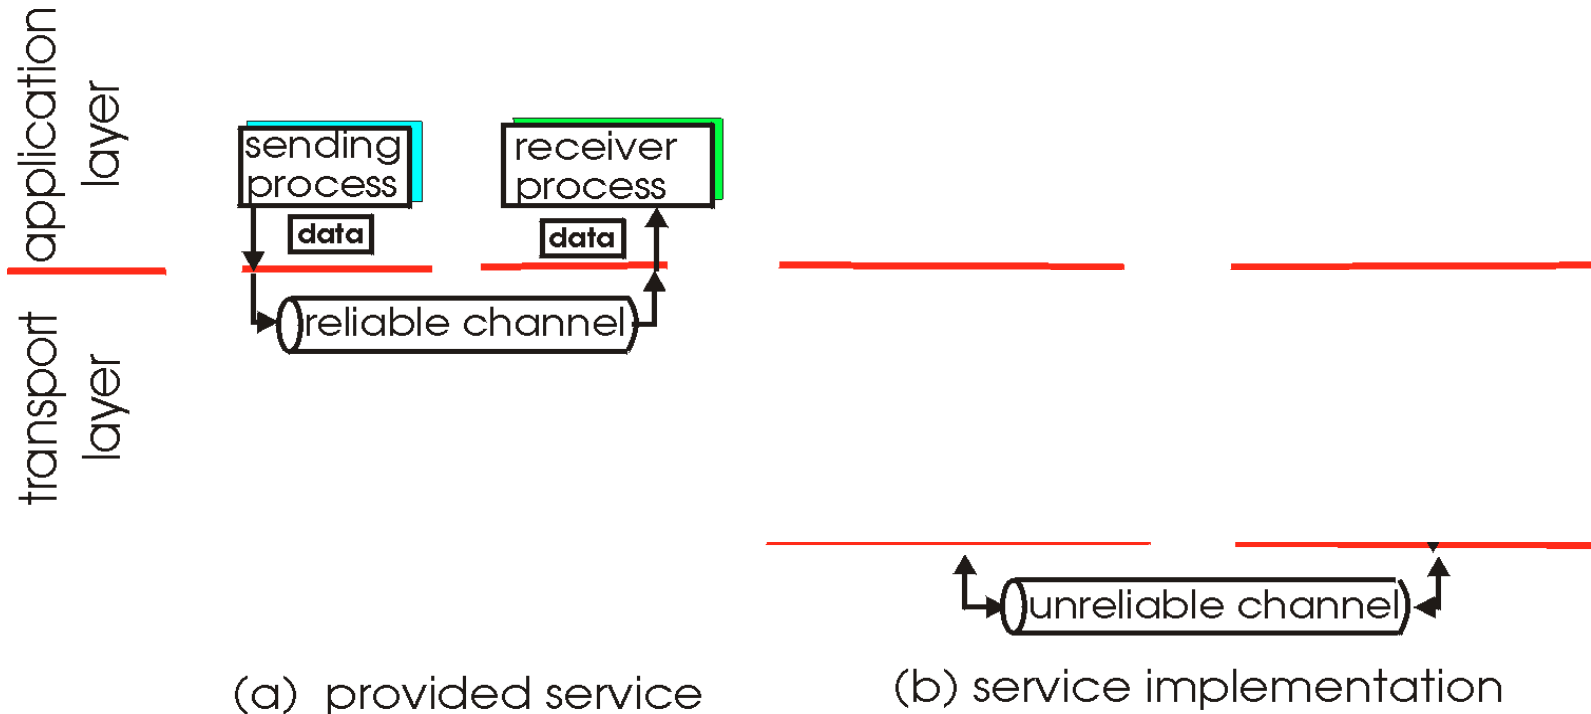 application
layer
transport
layer
sending
process
receiver
process
data
data
reliable channel
unreliable channel
(a) provided service
(b) service implementation